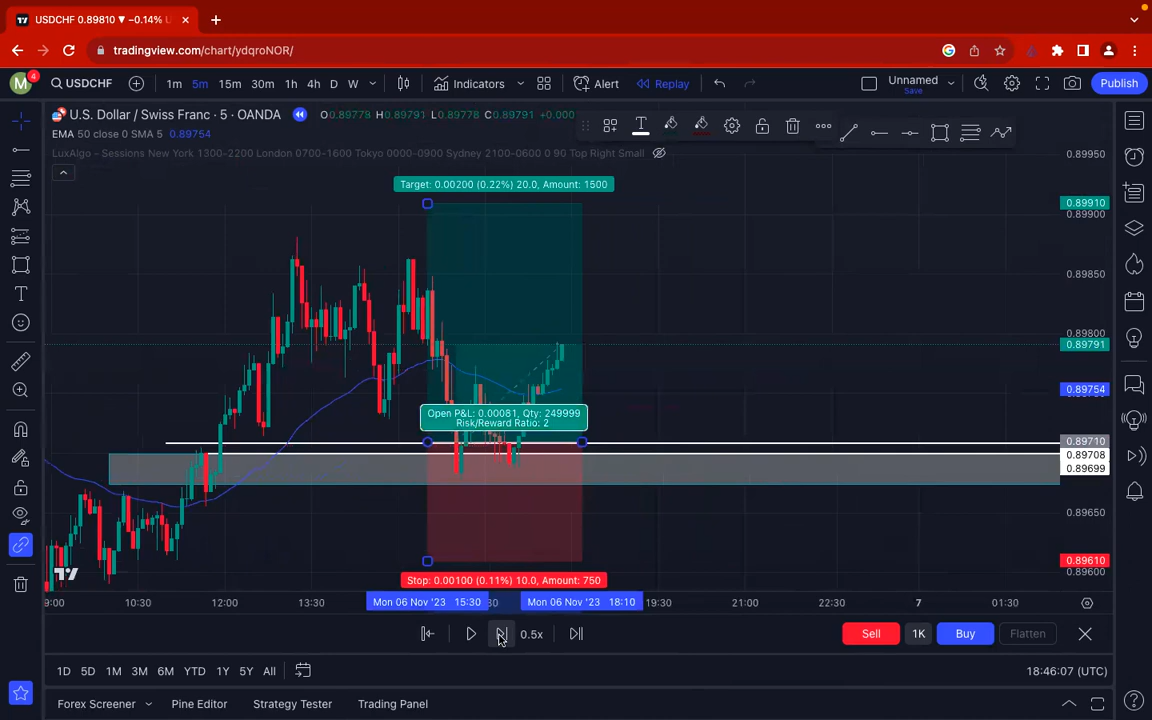 USDCHF 0.89810 ▼ −0.14% U
tradingview.com/chart/ydqroNOR/
M 4 USDCHF 1m 5m 15m 30m 1h 4h D W Indicators Alert Replay Unnamed Save Publish
U.S. Dollar / Swiss Franc · 5 · OANDA O0.89778 H0.89791 L0.89778 C0.89791 +0.000
EMA 50 close 0 SMA 5 0.89754
LuxAlgo - Sessions New York 1300-2200 London 0700-1600 Tokyo 0000-0900 Sydney 2100-0600 0 90 Top Right Small
0.89950
Target: 0.00200 (0.22%) 20.0, Amount: 1500
0.89910
0.89900
0.89850
0.89800
0.89791
0.89754
Open P&L: 0.00081, Qty: 249999
Risk/Reward Ratio: 2
0.89710
0.89708
0.89699
0.89650
0.89610
0.89600
Stop: 0.00100 (0.11%) 10.0, Amount: 750
9:00 10:30 12:00 13:30 Mon 06 Nov '23 15:30 :30 Mon 06 Nov '23 18:10 19:30 21:00 22:30 7 01:30
0.5x Sell 1K Buy Flatten
1D 5D 1M 3M 6M YTD 1Y 5Y All 18:46:07 (UTC)
Forex Screener Pine Editor Strategy Tester Trading Panel